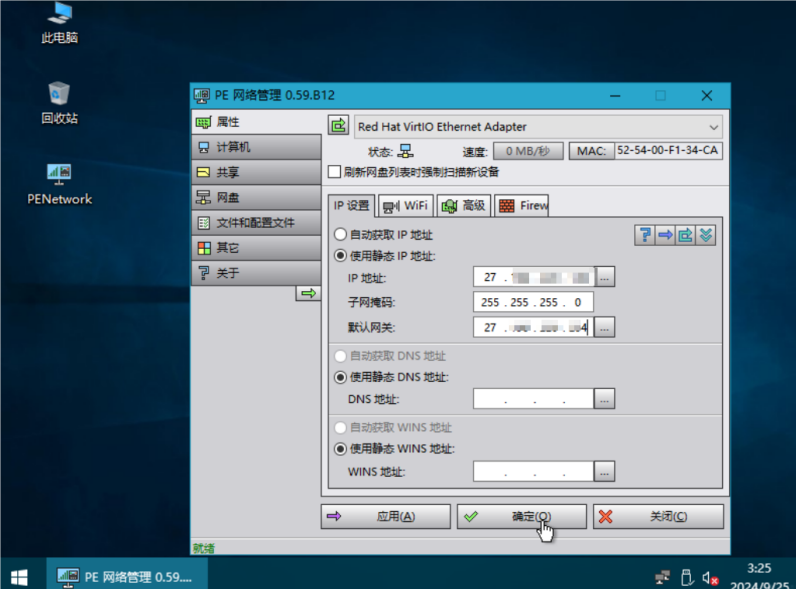 此电脑
回收站
PENetwork
PE 网络管理 0.59.B12
属性
计算机
共享
网盘
文件和配置文件
其它
关于
Red Hat VirtIO Ethernet Adapter
状态: 速度: 0 MB/秒 MAC: 52-54-00-F1-34-CA
刷新网盘列表时强制扫描新设备
IP 设置 WiFi 高级 Firew
自动获取 IP 地址
使用静态 IP 地址:
IP 地址: 27 . ...
子网掩码: 255 . 255 . 255 . 0
默认网关: 27 . 4 ...
自动获取 DNS 地址
使用静态 DNS 地址:
DNS 地址: . . . ...
自动获取 WINS 地址
使用静态 WINS 地址:
WINS 地址: . . . ...
应用(A) 确定(O) 关闭(C)
就绪
PE 网络管理 0.59....
3:25
2024/9/25